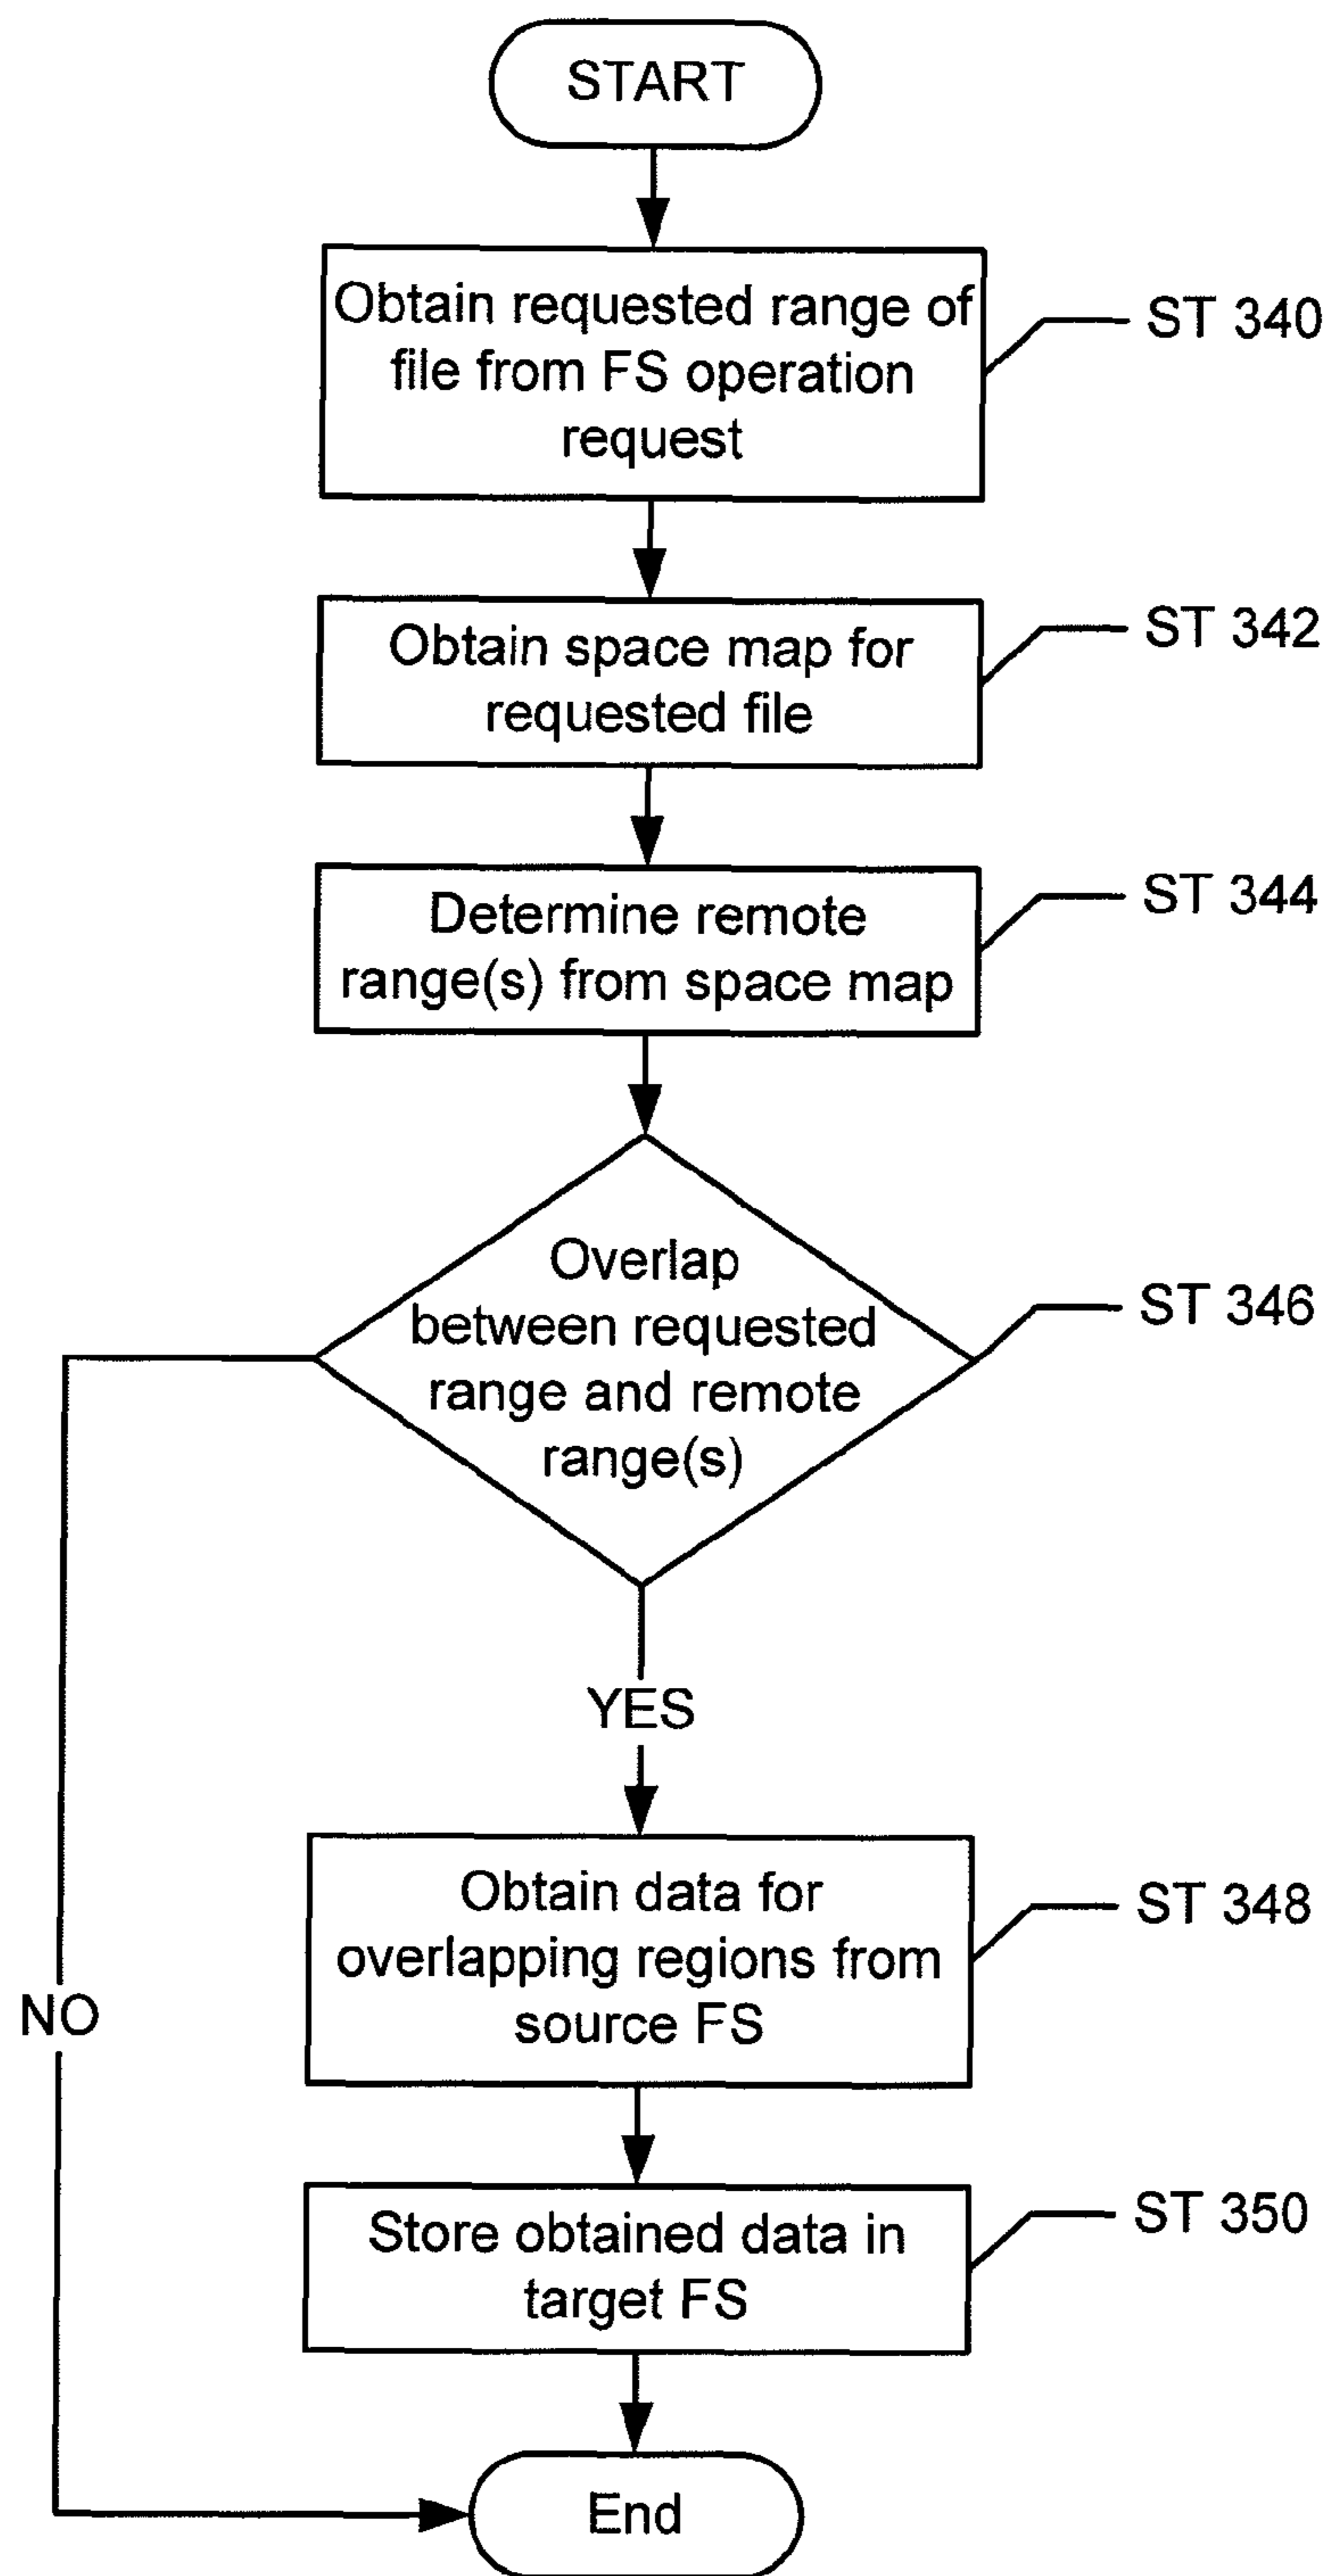 START
Obtain requested range of
file from FS operation
request
ST 340
Obtain space map for
requested file
ST 342
Determine remote
range(s) from space map
ST 344
Overlap
between requested
range and remote
range(s)
ST 346
YES
NO
Obtain data for
overlapping regions from
source FS
ST 348
Store obtained data in
target FS
ST 350
End